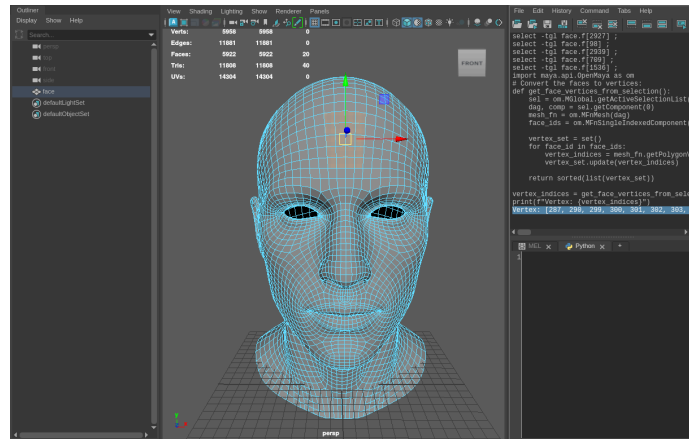 Outliner
Display Show Help
Search...
persp
top
front
side
face
defaultLightSet
defaultObjectSet
View Shading Lighting Show Renderer Panels
Verts: 5958 5958 0
Edges: 11881 11881 0
Faces: 5922 5922 20
Tris: 11808 11808 40
UVs: 14304 14304 0
FRONT
y
x
persp
File Edit History Command Tabs Help
select -tgl face.f[2927] ;
select -tgl face.f[98] ;
select -tgl face.f[2939] ;
select -tgl face.f[709] ;
select -tgl face.f[1536] ;
import maya.api.OpenMaya as om
# Convert the faces to vertices:
def get_face_vertices_from_selection():
sel = om.MGlobal.getActiveSelectionList(
dag, comp = sel.getComponent(0)
mesh_fn = om.MFnMesh(dag)
face_ids = om.MFnSingleIndexedComponent(
vertex_set = set()
for face_id in face_ids:
vertex_indices = mesh_fn.getPolygonV
vertex_set.update(vertex_indices)
return sorted(list(vertex_set))
vertex_indices = get_face_vertices_from_sele
print(f"Vertex: {vertex_indices}")
Vertex: [287, 290, 299, 300, 301, 302, 303,
MEL Python +
1